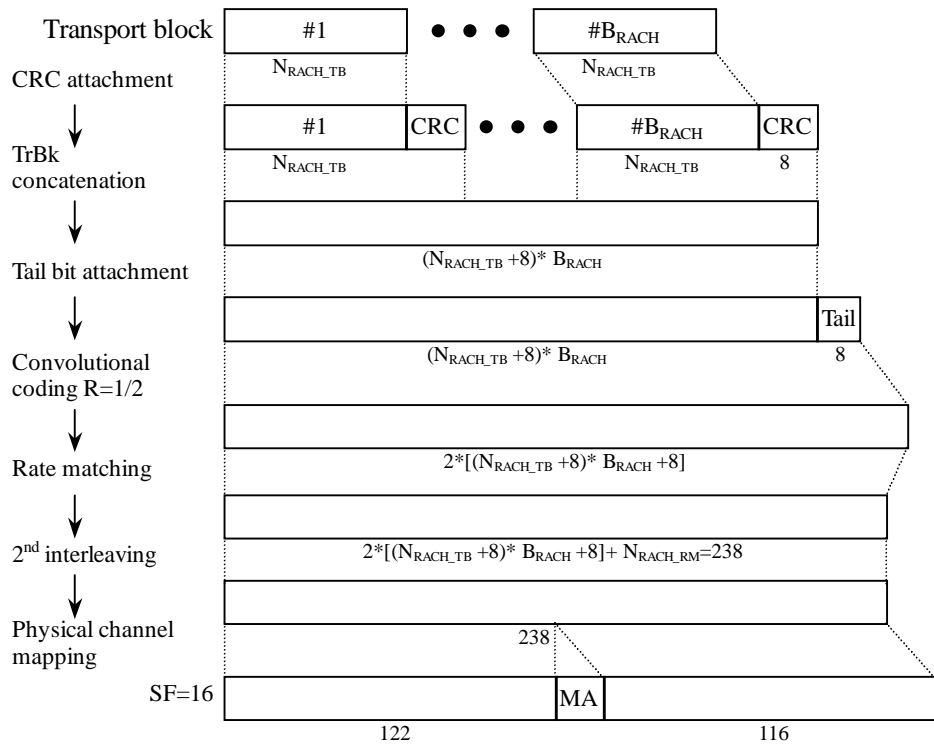 Transport block #1 #B_RACH
N_RACH_TB N_RACH_TB
CRC attachment
#1 CRC #B_RACH CRC
TrBk
concatenation
N_RACH_TB N_RACH_TB 8
(N_RACH_TB +8)* B_RACH
Tail bit attachment
Tail
(N_RACH_TB +8)* B_RACH 8
Convolutional
coding R=1/2
2*[(N_RACH_TB +8)* B_RACH +8]
Rate matching
2nd interleaving
2*[(N_RACH_TB +8)* B_RACH +8]+ N_RACH_RM=238
Physical channel
mapping
238
SF=16 MA
122 116